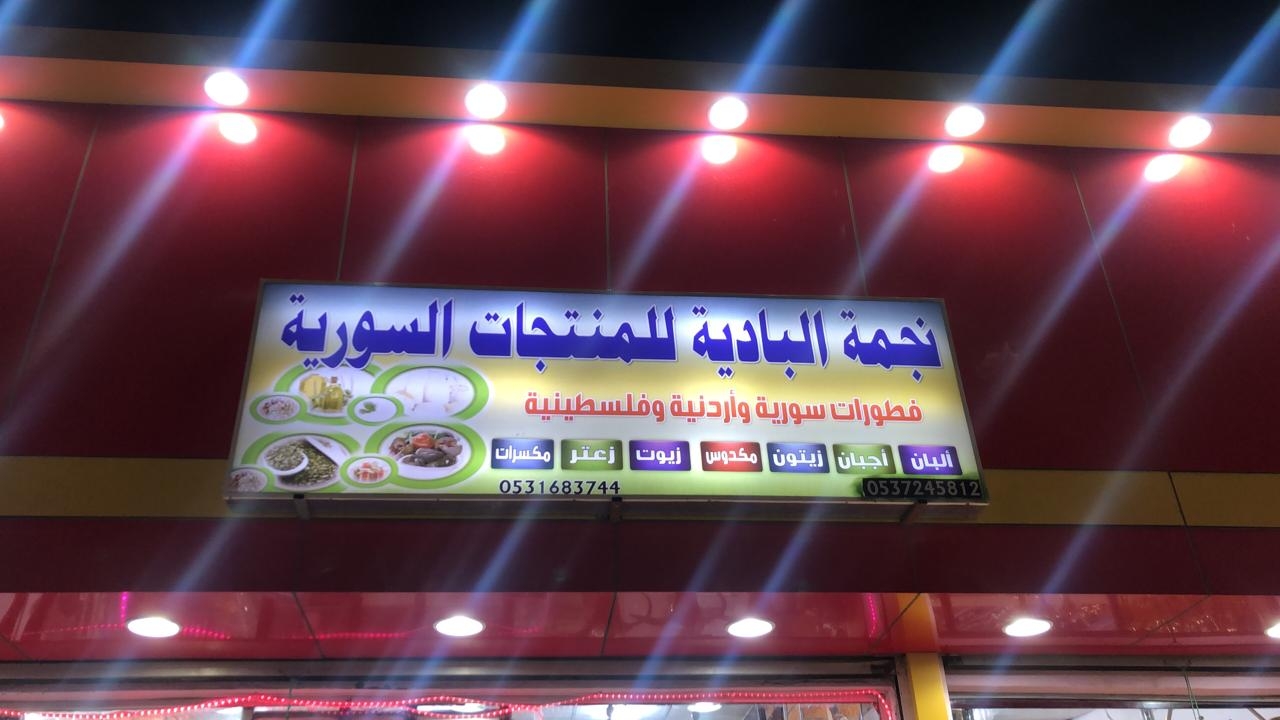 نجمة البادية للمنتجات السورية
فطورات سورية وأردنية وفلسطينية
ألبان أجبان زيتون مكدوس زيوت زعتر مكسرات
0531683744 0537245812